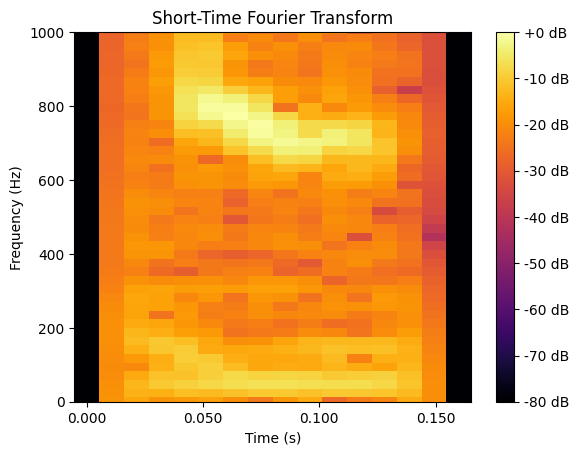 Short-Time Fourier Transform
1000
800
600
400
200
0
Frequency (Hz)
0.000
0.050
0.100
0.150
Time (s)
+0 dB
-10 dB
-20 dB
-30 dB
-40 dB
-50 dB
-60 dB
-70 dB
-80 dB